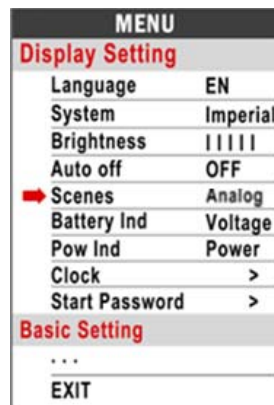 MENU
Display Setting
Language EN
System Imperial
Brightness I I I I I
Auto off OFF
Scenes Analog
Battery Ind Voltage
Pow Ind Power
Clock >
Start Password >
Basic Setting
. . .
EXIT